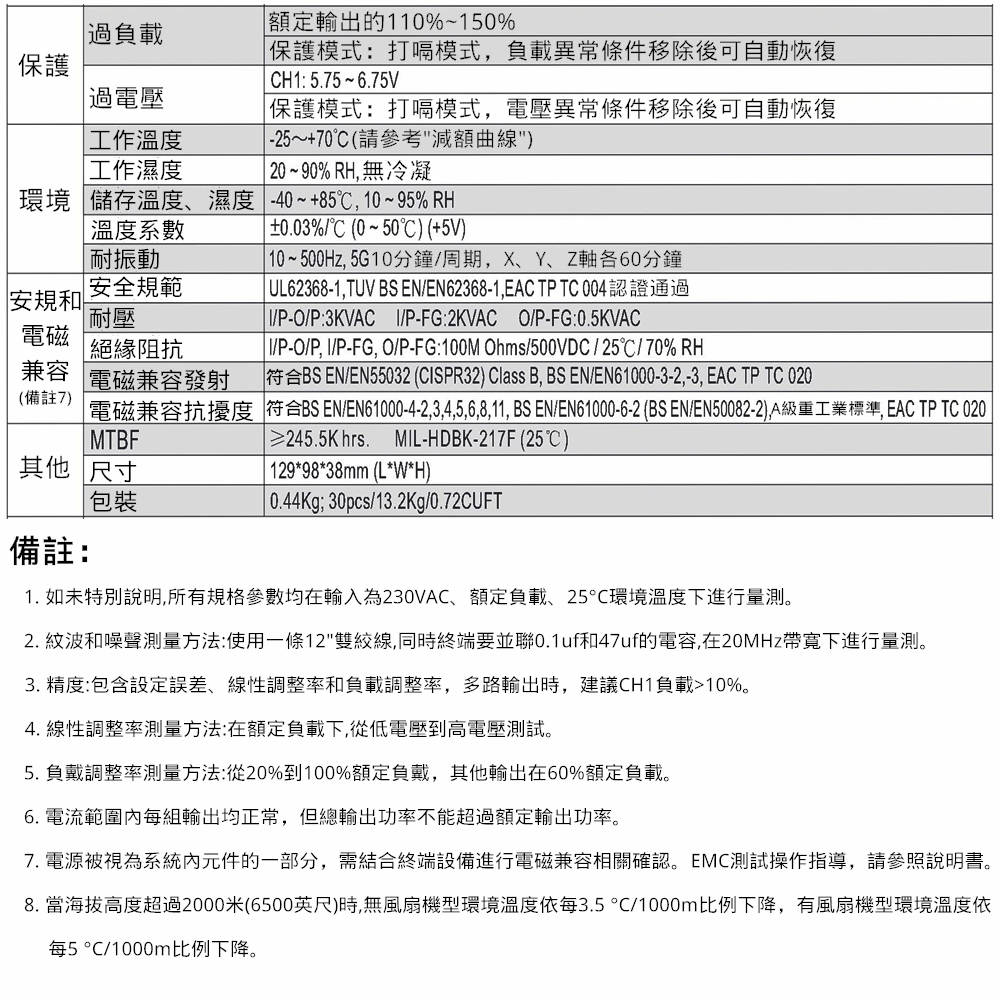 保護
過負載
額定輸出的110%~150%
保護模式：打嗝模式，負載異常條件移除後可自動恢復
過電壓
CH1: 5.75 ~ 6.75V
保護模式：打嗝模式，電壓異常條件移除後可自動恢復
環境
工作溫度 -25～+70℃(請參考"減額曲線")
工作濕度 20 ~ 90% RH,無冷凝
儲存溫度、濕度 -40 ~ +85℃, 10 ~ 95% RH
溫度系數 ±0.03%/℃ (0 ~ 50℃) (+5V)
耐振動 10 ~ 500Hz, 5G10分鐘/周期，X、Y、Z軸各60分鐘
安規和
電磁
兼容
(備註7)
安全規範 UL62368-1,TUV BS EN/EN62368-1,EAC TP TC 004認證通過
耐壓 I/P-O/P:3KVAC I/P-FG:2KVAC O/P-FG:0.5KVAC
絕緣阻抗 I/P-O/P, I/P-FG, O/P-FG:100M Ohms/500VDC / 25℃/ 70% RH
電磁兼容發射 符合BS EN/EN55032 (CISPR32) Class B, BS EN/EN61000-3-2,-3, EAC TP TC 020
電磁兼容抗擾度 符合BS EN/EN61000-4-2,3,4,5,6,8,11, BS EN/EN61000-6-2 (BS EN/EN50082-2),A級重工業標準, EAC TP TC 020
其他
MTBF ≥245.5K hrs. MIL-HDBK-217F (25℃)
尺寸 129*98*38mm (L*W*H)
包裝 0.44Kg; 30pcs/13.2Kg/0.72CUFT
備註：
1. 如未特別說明,所有規格參數均在輸入為230VAC、額定負載、25°C環境溫度下進行量測。
2. 紋波和噪聲測量方法:使用一條12"雙絞線,同時終端要並聯0.1uf和47uf的電容,在20MHz帶寬下進行量測。
3. 精度:包含設定誤差、線性調整率和負載調整率，多路輸出時，建議CH1負載>10%。
4. 線性調整率測量方法:在額定負載下,從低電壓到高電壓測試。
5. 負戴調整率測量方法:從20%到100%額定負戴，其他輸出在60%額定負載。
6. 電流範圍內每組輸出均正常，但總輸出功率不能超過額定輸出功率。
7. 電源被視為系統內元件的一部分，需結合終端設備進行電磁兼容相關確認。EMC測試操作指導，請參照說明書。
8. 當海拔高度超過2000米(6500英尺)時,無風扇機型環境溫度依每3.5 °C/1000m比例下降，有風扇機型環境溫度依
每5 °C/1000m比例下降。